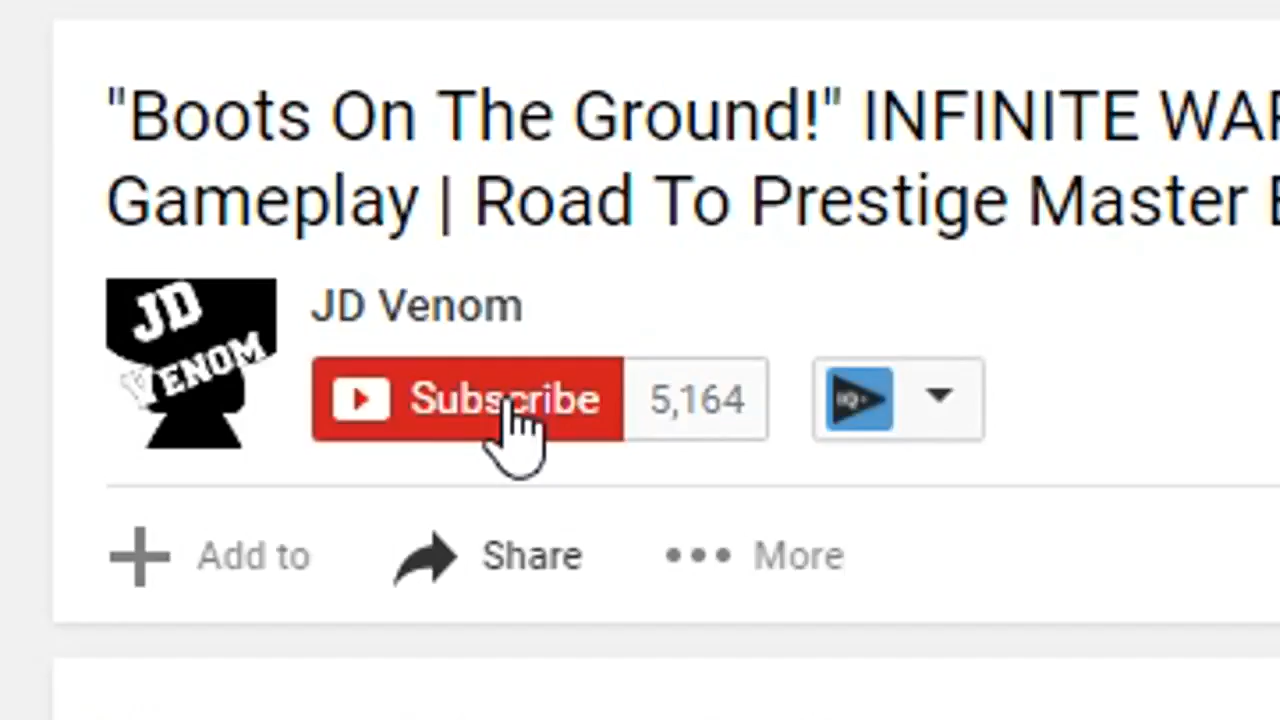 "Boots On The Ground!" INFINITE WAR
Gameplay | Road To Prestige Master
JD
VENOM
JD Venom
Subscribe 5,164
IQ+
Add to Share More